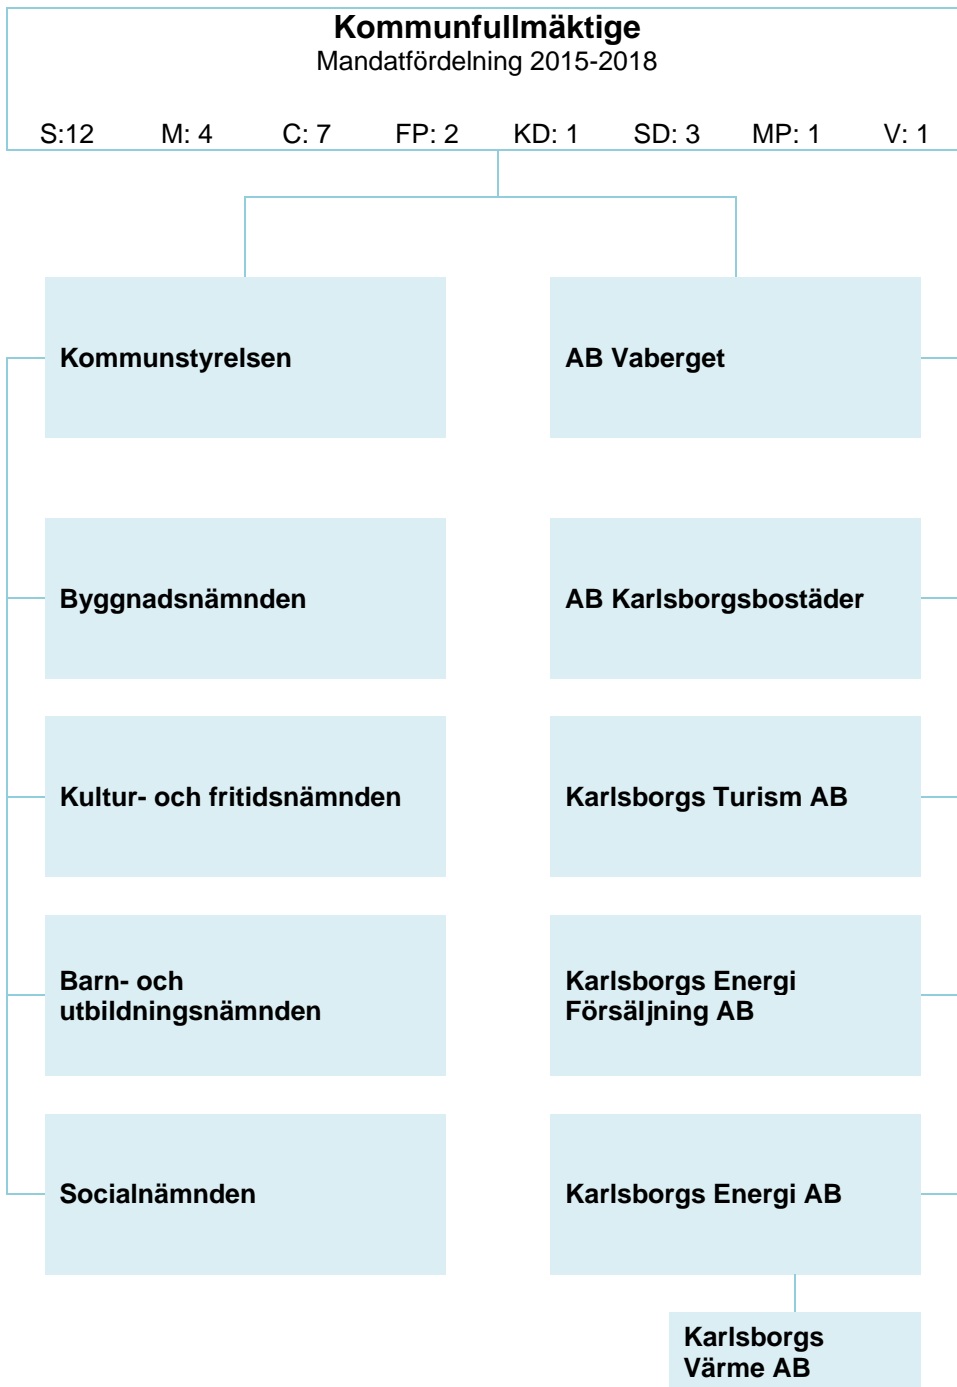 Kommunfullmäktige
Mandatfördelning 2015-2018
S:12 M: 4 C: 7 FP: 2 KD: 1 SD: 3 MP: 1 V: 1
Kommunstyrelsen
AB Vaberget
Byggnadsnämnden
AB Karlsborgsbostäder
Kultur- och fritidsnämnden
Karlsborgs Turism AB
Barn- och
utbildningsnämnden
Karlsborgs Energi
Försäljning AB
Socialnämnden
Karlsborgs Energi AB
Karlsborgs
Värme AB